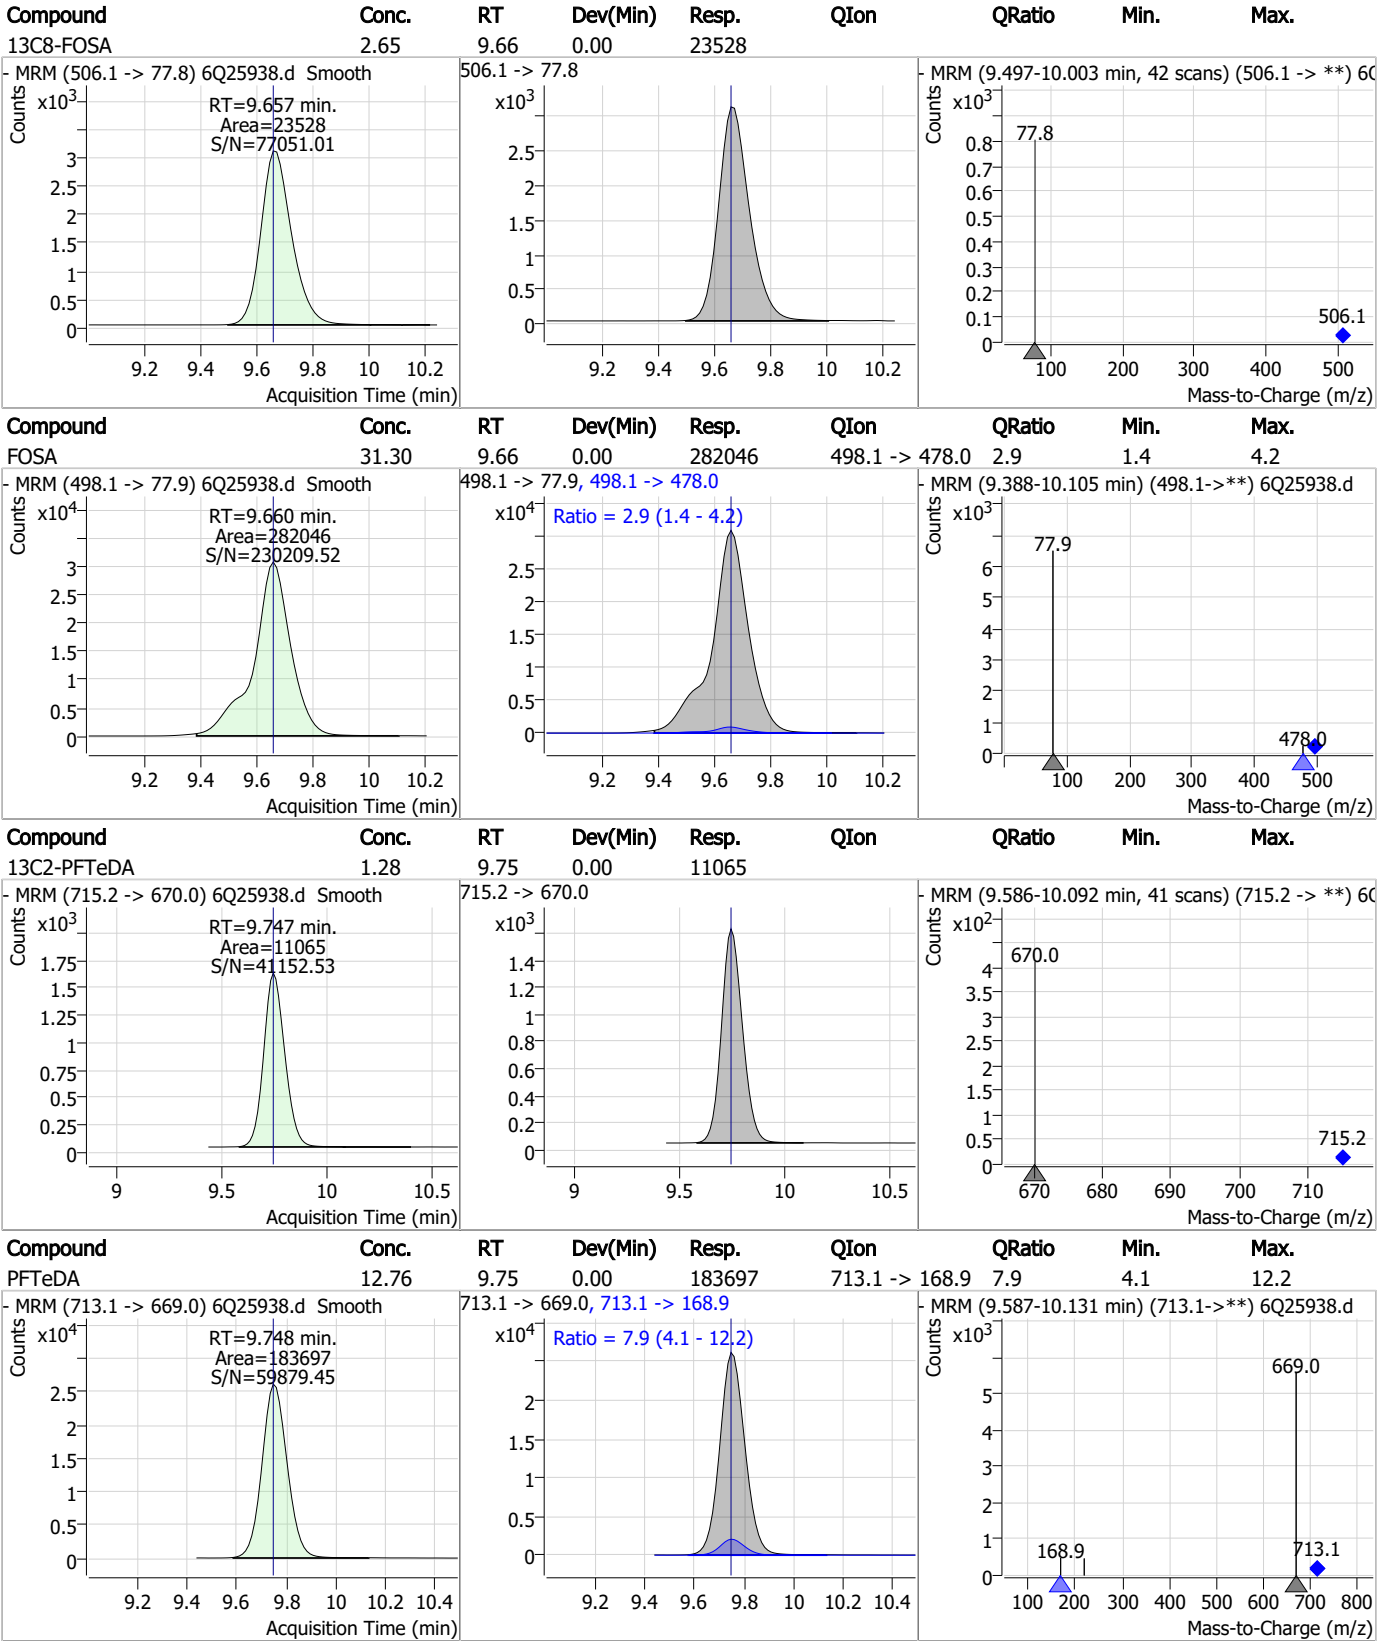 Compound Conc. RT Dev(Min) Resp. QIon QRatio Min. Max.
13C8-FOSA 2.65 9.66 0.00 23528
- MRM (506.1 -> 77.8) 6Q25938.d Smooth
Counts
x10³
RT=9.657 min.
Area=23528
S/N=77051.01
3
2.5
2
1.5
1
0.5
0
9.2 9.4 9.6 9.8 10 10.2
Acquisition Time (min)
506.1 -> 77.8
x10³
2.5
2
1.5
1
0.5
0
9.2 9.4 9.6 9.8 10 10.2
- MRM (9.497-10.003 min, 42 scans) (506.1 -> **) 6Q
Counts
x10³
77.8
0.8
0.7
0.6
0.5
0.4
0.3
0.2
0.1
0
506.1
100 200 300 400 500
Mass-to-Charge (m/z)
Compound Conc. RT Dev(Min) Resp. QIon QRatio Min. Max.
FOSA 31.30 9.66 0.00 282046 498.1 -> 478.0 2.9 1.4 4.2
- MRM (498.1 -> 77.9) 6Q25938.d Smooth
Counts
x10⁴
RT=9.660 min.
Area=282046
S/N=230209.52
3
2.5
2
1.5
1
0.5
0
9.2 9.4 9.6 9.8 10 10.2
Acquisition Time (min)
498.1 -> 77.9, 498.1 -> 478.0
x10⁴
Ratio = 2.9 (1.4 - 4.2)
2.5
2
1.5
1
0.5
0
9.2 9.4 9.6 9.8 10 10.2
- MRM (9.388-10.105 min) (498.1->**) 6Q25938.d
Counts
x10³
77.9
6
5
4
3
2
1
0
478.0
100 200 300 400 500
Mass-to-Charge (m/z)
Compound Conc. RT Dev(Min) Resp. QIon QRatio Min. Max.
13C2-PFTeDA 1.28 9.75 0.00 11065
- MRM (715.2 -> 670.0) 6Q25938.d Smooth
Counts
x10³
RT=9.747 min.
Area=11065
S/N=41152.53
1.75
1.5
1.25
1
0.75
0.5
0.25
0
9 9.5 10 10.5
Acquisition Time (min)
715.2 -> 670.0
x10³
1.4
1.2
1
0.8
0.6
0.4
0.2
0
9 9.5 10 10.5
- MRM (9.586-10.092 min, 41 scans) (715.2 -> **) 6Q
Counts
x10²
670.0
4
3.5
3
2.5
2
1.5
1
0.5
0
715.2
670 680 690 700 710
Mass-to-Charge (m/z)
Compound Conc. RT Dev(Min) Resp. QIon QRatio Min. Max.
PFTeDA 12.76 9.75 0.00 183697 713.1 -> 168.9 7.9 4.1 12.2
- MRM (713.1 -> 669.0) 6Q25938.d Smooth
Counts
x10⁴
RT=9.748 min.
Area=183697
S/N=59879.45
2.5
2
1.5
1
0.5
0
9.2 9.4 9.6 9.8 10 10.2 10.4
Acquisition Time (min)
713.1 -> 669.0, 713.1 -> 168.9
x10⁴
Ratio = 7.9 (4.1 - 12.2)
2
1.5
1
0.5
0
9.2 9.4 9.6 9.8 10 10.2 10.4
- MRM (9.587-10.131 min) (713.1->**) 6Q25938.d
Counts
x10³
669.0
5
4
3
2
1
0
168.9
713.1
100 200 300 400 500 600 700 800
Mass-to-Charge (m/z)